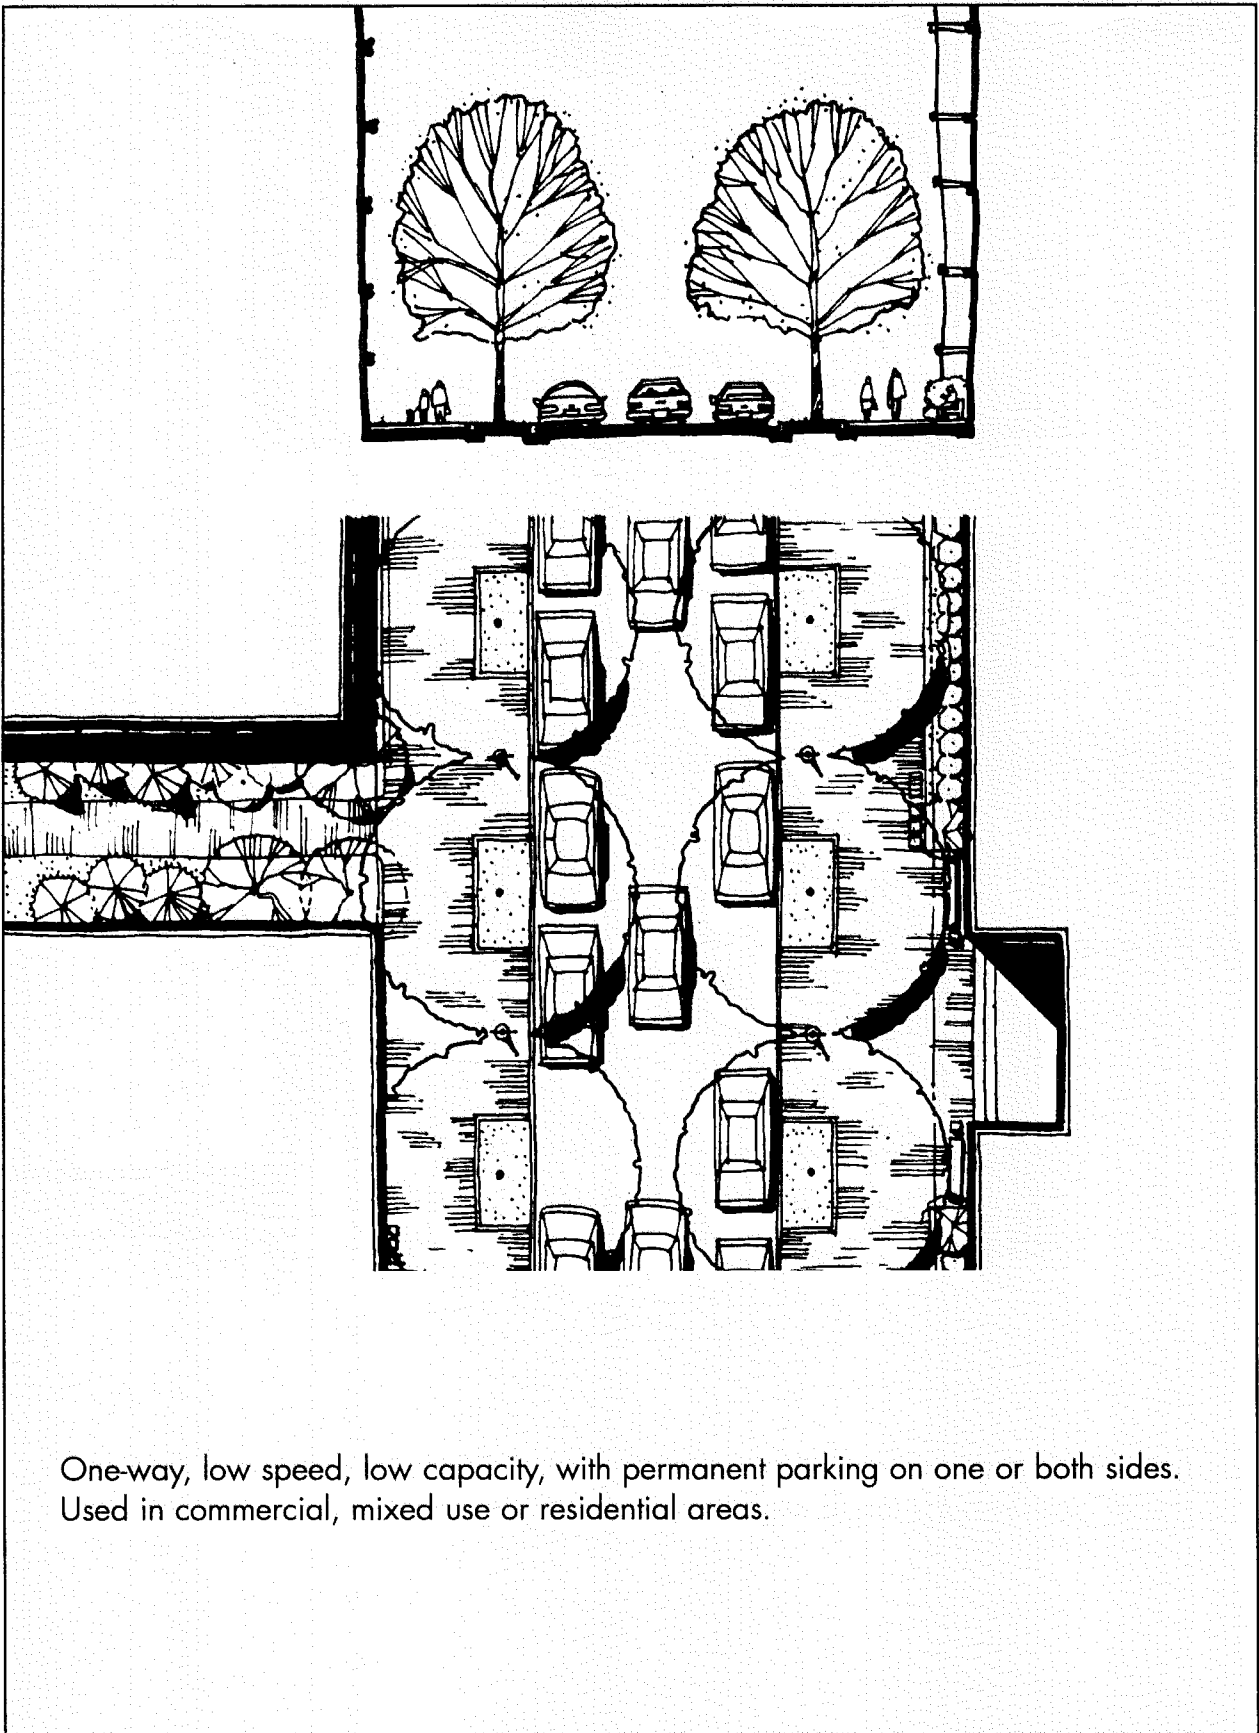 One-way, low speed, low capacity, with permanent parking on one or both sides.
Used in commercial, mixed use or residential areas.